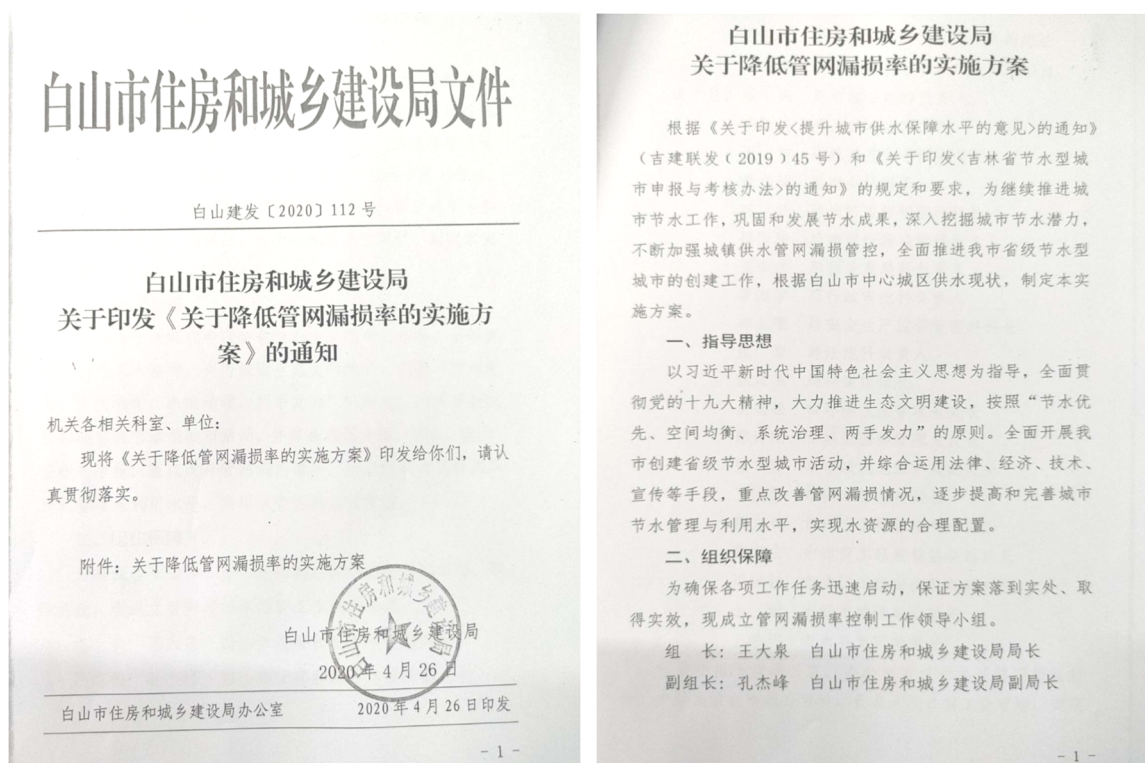 白山市住房和城乡建设局文件
白山建发〔2020〕112号
白山市住房和城乡建设局
关于印发《关于降低管网漏损率的实施方
案》的通知
机关各相关科室、单位:
现将《关于降低管网漏损率的实施方案》印发给你们，请认
真贯彻落实。
附件：关于降低管网漏损率的实施方案
白山市住房和城乡建设局
2020年4月26日
白山市住房和城乡建设局
白山市住房和城乡建设局办公室 2020年4月26日印发
- 1 -
白山市住房和城乡建设局
关于降低管网漏损率的实施方案
根据《关于印发<提升城市供水保障水平的意见>的通知》
（吉建联发﹝2019﹞45号）和《关于印发<吉林省节水型城
市申报与考核办法>的通知》的规定和要求，为继续推进城
市节水工作，巩固和发展节水成果，深入挖掘城市节水潜力，
不断加强城镇供水管网漏损管控，全面推进我市省级节水型
城市的创建工作，根据白山市中心城区供水现状，制定本实
施方案。
一、指导思想
以习近平新时代中国特色社会主义思想为指导，全面贯
彻党的十九大精神，大力推进生态文明建设，按照“节水优
先、空间均衡、系统治理、两手发力”的原则。全面开展我
市创建省级节水型城市活动，并综合运用法律、经济、技术、
宣传等手段，重点改善管网漏损情况，逐步提高和完善城市
节水管理与利用水平，实现水资源的合理配置。
二、组织保障
为确保各项工作任务迅速启动，保证方案落到实处、取
得实效，现成立管网漏损率控制工作领导小组。
组 长：王大泉 白山市住房和城乡建设局局长
副组长：孔杰峰 白山市住房和城乡建设局副局长
- 1 -